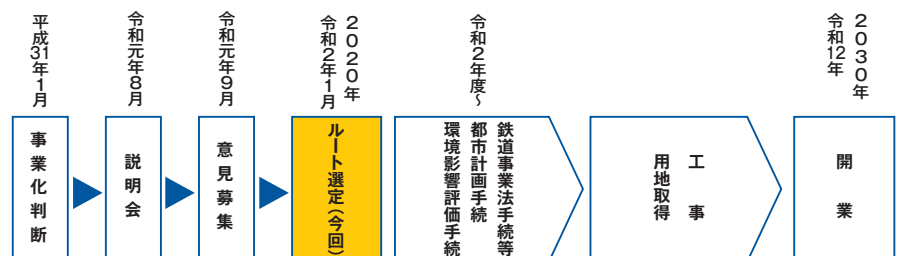 平成31年1月
事業化判断
令和元年8月
説明会
令和元年9月
意見募集
2020年
令和2年1月
ルート選定(今回)
令和2年度~
鉄道事業法手続等
都市計画手続
環境影響評価手続
工事
用地取得
2030年
令和12年
開業